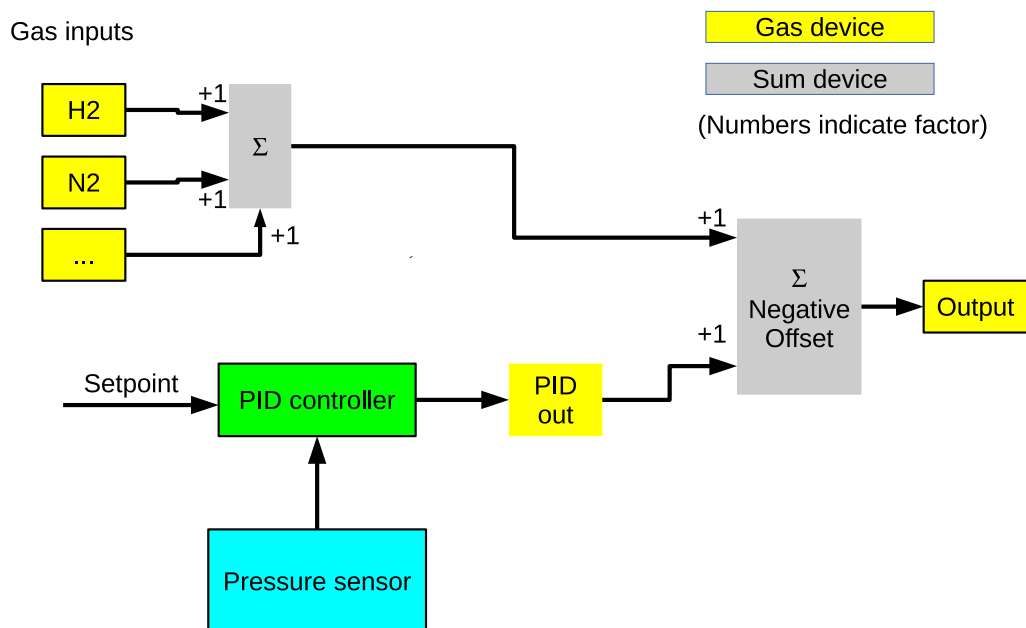 Gas inputs
Gas device
Sum device
(Numbers indicate factor)
H2
+1
Σ
N2
+1
...
+1
+1
Σ
Negative
Offset
Output
+1
Setpoint
PID controller
PID
out
Pressure sensor